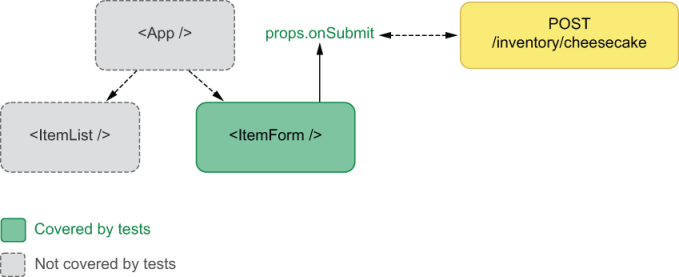 <App />
props.onSubmit
POST
/inventory/cheesecake
<ItemList />
<ItemForm />
Covered by tests
Not covered by tests